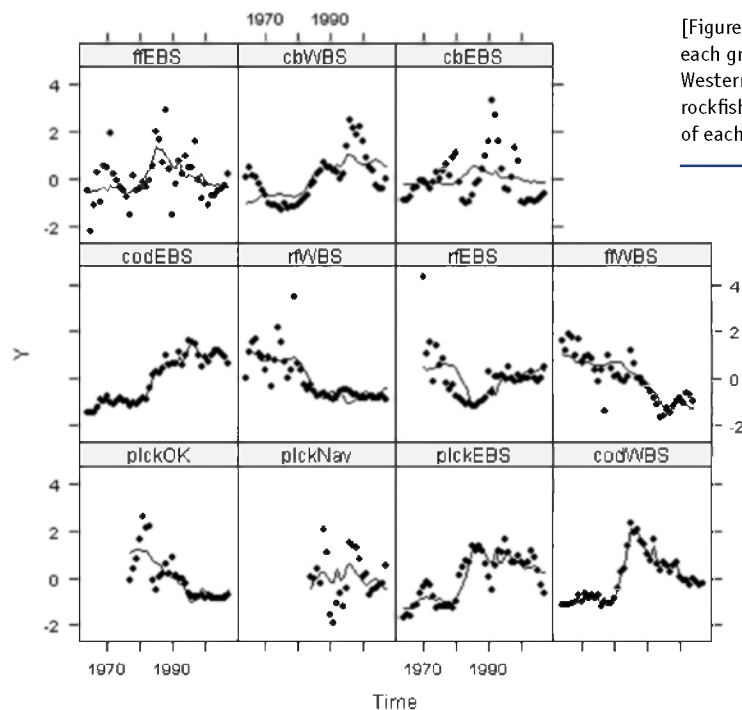 1970 1990
[Figure
each gr
Western
rockfish
of each
ffEBS cbWBS cbEBS
4
2
0
-2
codEBS rfWBS rfEBS ffWBS
4
2
0
-2
Y
plckOK plckNav plckEBS codWBS
4
2
0
-2
1970 1990 1970 1990
Time